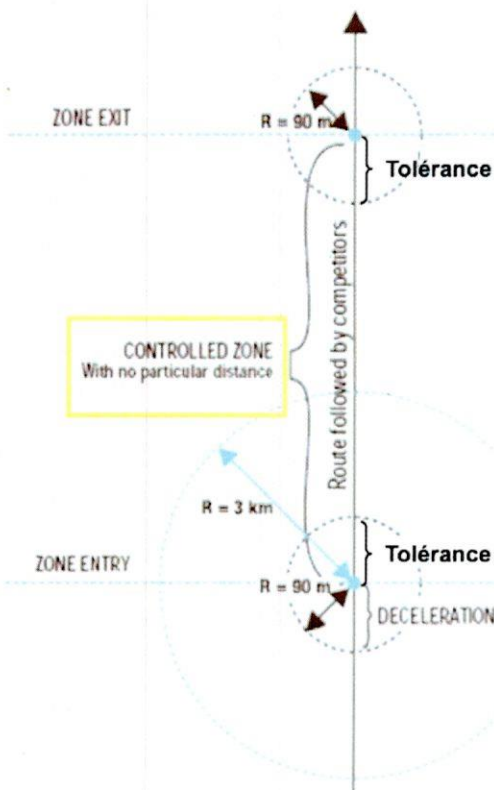 ZONE EXIT
R = 90 m
Tolérance
Route followed by competitors
CONTROLLED ZONE
With no particular distance
R = 3 km
Tolérance
ZONE ENTRY
R = 90 m
DECELERATION